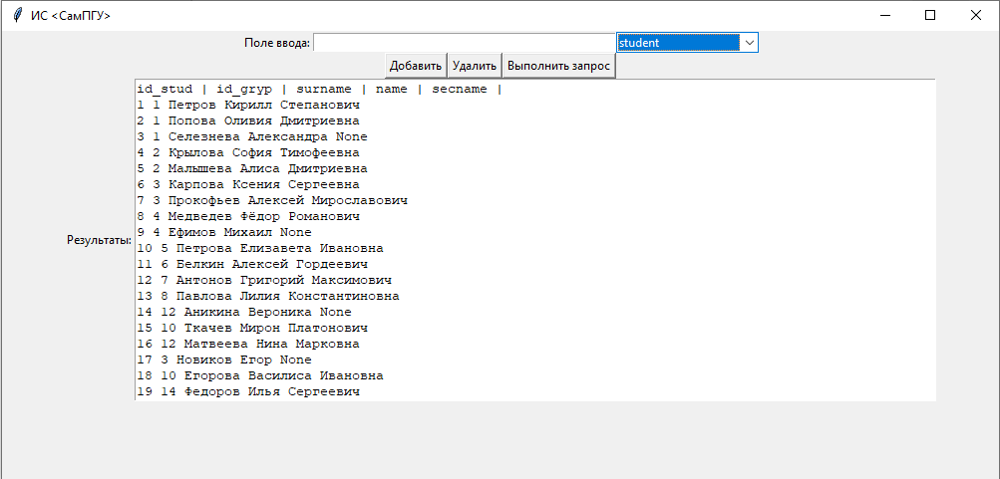 ИС <СамПГУ>
Поле ввода: student
Добавить Удалить Выполнить запрос
Результаты:
id_stud | id_gryp | surname | name | secname |
1 1 Петров Кирилл Степанович
2 1 Попова Оливия Дмитриевна
3 1 Селезнева Александра None
4 2 Крылова София Тимофеевна
5 2 Малышева Алиса Дмитриевна
6 3 Карпова Ксения Сергеевна
7 3 Прокофьев Алексей Мирославович
8 4 Медведев Фёдор Романович
9 4 Ефимов Михаил None
10 5 Петрова Елизавета Ивановна
11 6 Белкин Алексей Гордеевич
12 7 Антонов Григорий Максимович
13 8 Павлова Лилия Константиновна
14 12 Аникина Вероника None
15 10 Ткачев Мирон Платонович
16 12 Матвеева Нина Марковна
17 3 Новиков Егор None
18 10 Егорова Василиса Ивановна
19 14 Федоров Илья Сергеевич